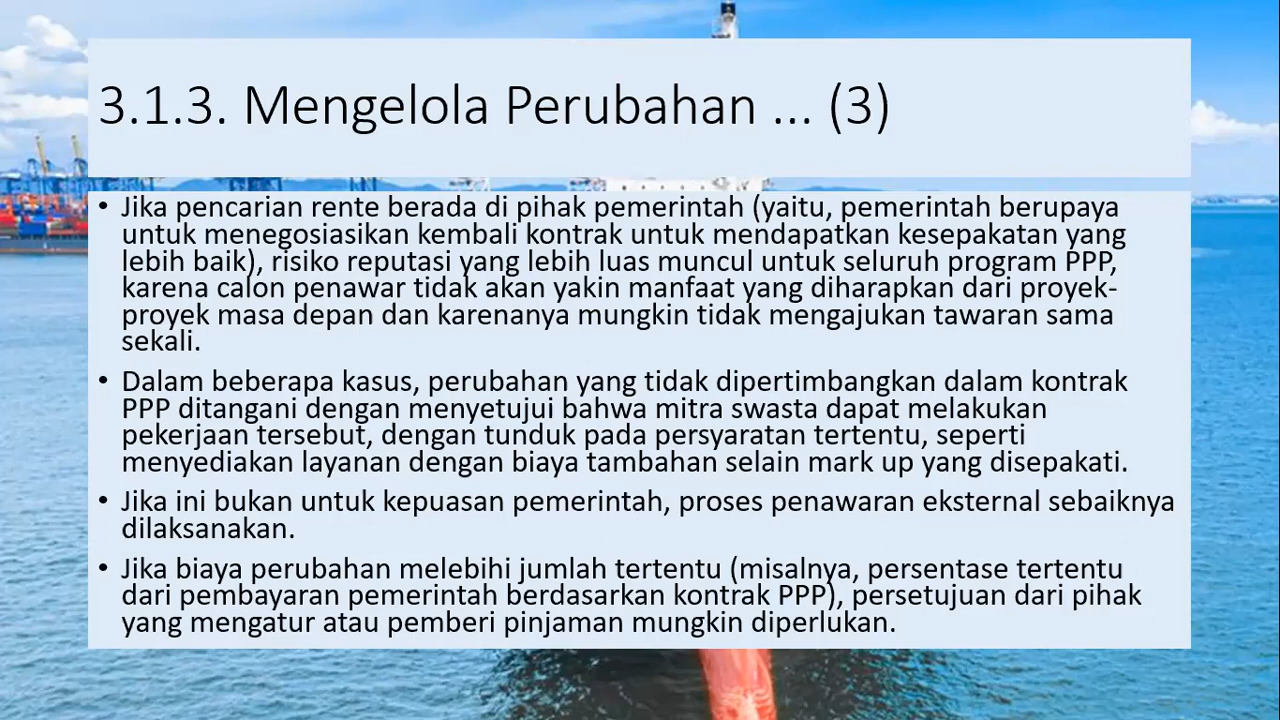 3.1.3. Mengelola Perubahan ... (3)
• Jika pencarian rente berada di pihak pemerintah (yaitu, pemerintah berupaya
untuk menegosiasikan kembali kontrak untuk mendapatkan kesepakatan yang
lebih baik), risiko reputasi yang lebih luas muncul untuk seluruh program PPP,
karena calon penawar tidak akan yakin manfaat yang diharapkan dari proyek-
proyek masa depan dan karenanya mungkin tidak mengajukan tawaran sama
sekali.
• Dalam beberapa kasus, perubahan yang tidak dipertimbangkan dalam kontrak
PPP ditangani dengan menyetujui bahwa mitra swasta dapat melakukan
pekerjaan tersebut, dengan tunduk pada persyaratan tertentu, seperti
menyediakan layanan dengan biaya tambahan selain mark up yang disepakati.
• Jika ini bukan untuk kepuasan pemerintah, proses penawaran eksternal sebaiknya
dilaksanakan.
• Jika biaya perubahan melebihi jumlah tertentu (misalnya, persentase tertentu
dari pembayaran pemerintah berdasarkan kontrak PPP), persetujuan dari pihak
yang mengatur atau pemberi pinjaman mungkin diperlukan.